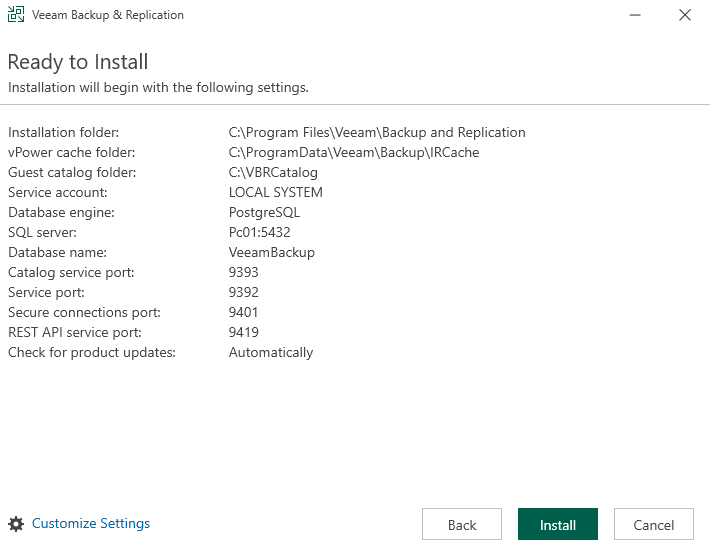 Veeam Backup & Replication
Ready to Install
Installation will begin with the following settings.
Installation folder: C:\Program Files\Veeam\Backup and Replication
vPower cache folder: C:\ProgramData\Veeam\Backup\IRCache
Guest catalog folder: C:\VBRCatalog
Service account: LOCAL SYSTEM
Database engine: PostgreSQL
SQL server: Pc01:5432
Database name: VeeamBackup
Catalog service port: 9393
Service port: 9392
Secure connections port: 9401
REST API service port: 9419
Check for product updates: Automatically
Customize Settings Back Install Cancel